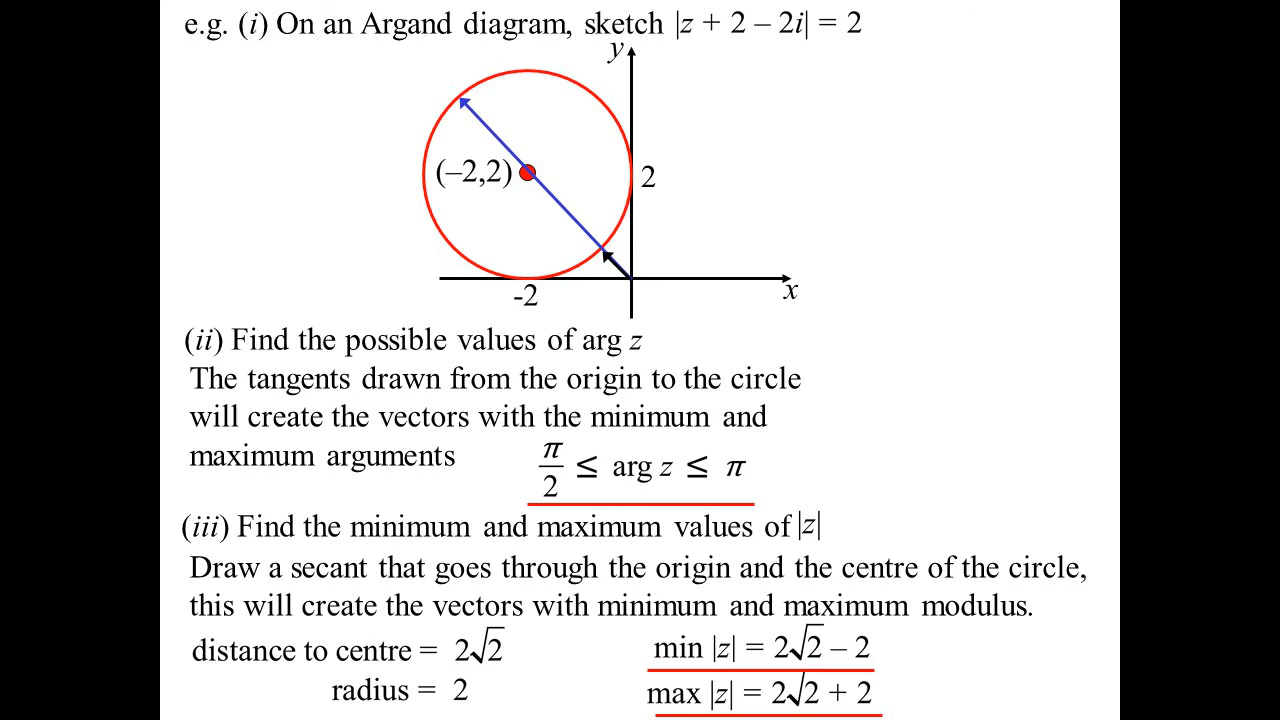 e.g. (i) On an Argand diagram, sketch |z + 2 – 2i| = 2
y
(–2,2)
2
-2
x
(ii) Find the possible values of arg z
The tangents drawn from the origin to the circle
will create the vectors with the minimum and
maximum arguments
π/2 ≤ arg z ≤ π
(iii) Find the minimum and maximum values of |z|
Draw a secant that goes through the origin and the centre of the circle,
this will create the vectors with minimum and maximum modulus.
distance to centre = 2√2
min |z| = 2√2 – 2
radius = 2
max |z| = 2√2 + 2